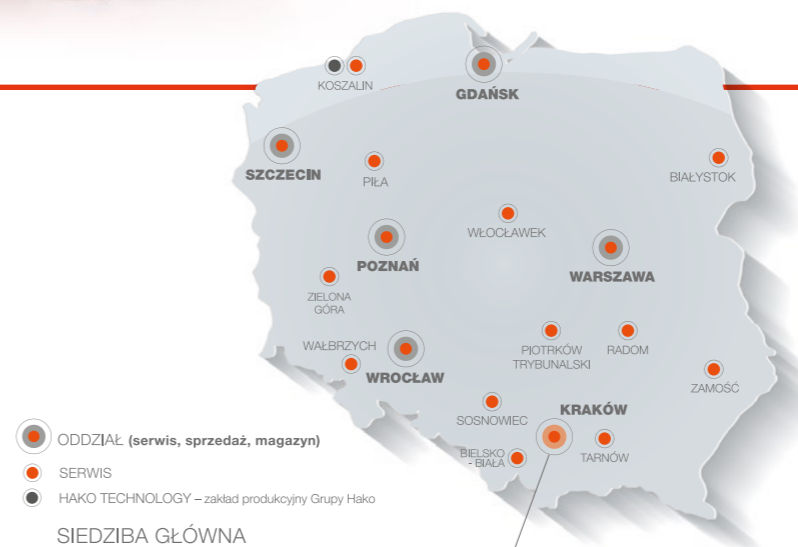 KOSZALIN
GDAŃSK
SZCZECIN
PIŁA
BIAŁYSTOK
WŁOCŁAWEK
POZNAŃ
WARSZAWA
ZIELONA
GÓRA
WAŁBRZYCH
WROCŁAW
PIOTRKÓW
TRYBUNALSKI
RADOM
ZAMOŚĆ
SOSNOWIEC
KRAKÓW
BIELSKO
- BIAŁA
TARNÓW
ODDZIAŁ (serwis, sprzedaż, magazyn)
SERWIS
HAKO TECHNOLOGY – zakład produkcyjny Grupy Hako
SIEDZIBA GŁÓWNA